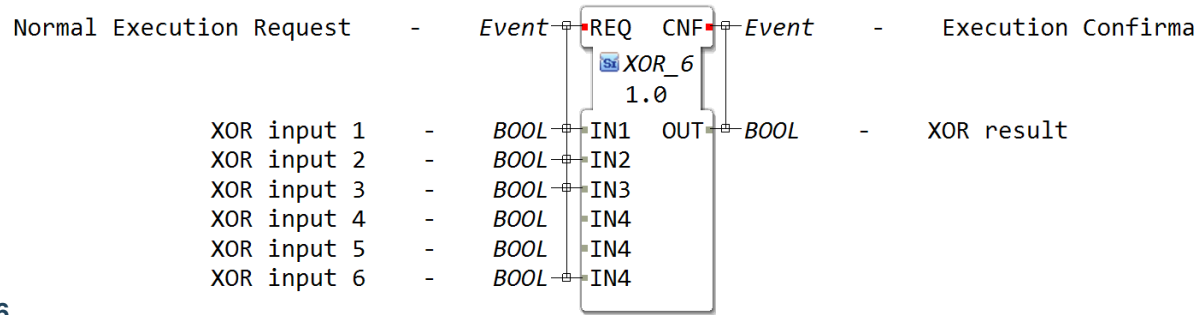 Normal Execution Request - Event REQ CNF Event - Execution Confirma
SI XOR_6
1.0
XOR input 1 - BOOL IN1 OUT BOOL - XOR result
XOR input 2 - BOOL IN2
XOR input 3 - BOOL IN3
XOR input 4 - BOOL IN4
XOR input 5 - BOOL IN4
XOR input 6 - BOOL IN4
6